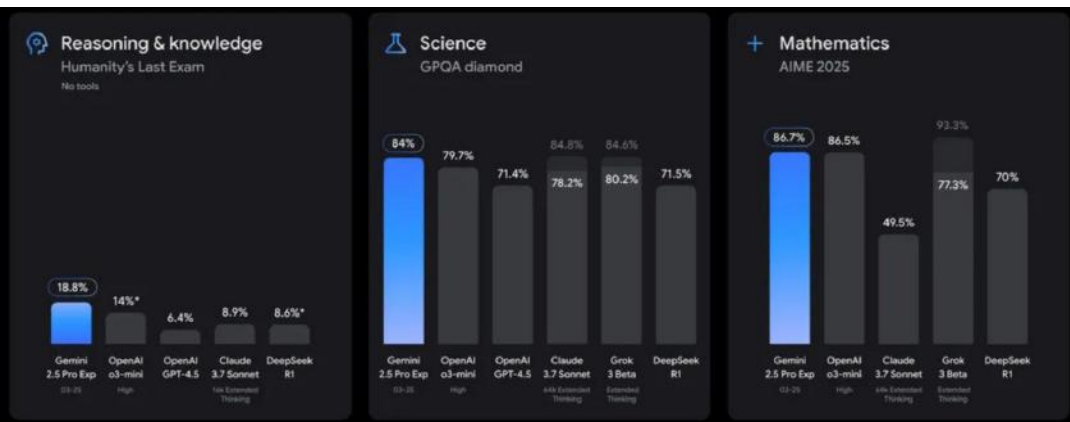 Reasoning & knowledge
Humanity's Last Exam
No tools
18.8%
14%*
6.4%
8.9%
8.6%*
Gemini
2.5 Pro Exp
03-25
OpenAI
o3-mini
High
OpenAI
GPT-4.5
Claude
3.7 Sonnet
16k Extended
Thinking
DeepSeek
R1
Science
GPQA diamond
84%
79.7%
71.4%
84.8%
78.2%
84.6%
80.2%
71.5%
Gemini
2.5 Pro Exp
03-25
OpenAI
o3-mini
High
OpenAI
GPT-4.5
Claude
3.7 Sonnet
64k Extended
Thinking
Grok
3 Beta
Extended
Thinking
DeepSeek
R1
Mathematics
AIME 2025
86.7%
86.5%
49.5%
93.3%
77.3%
70%
Gemini
2.5 Pro Exp
03-25
OpenAI
o3-mini
High
Claude
3.7 Sonnet
64k Extended
Thinking
Grok
3 Beta
Extended
Thinking
DeepSeek
R1